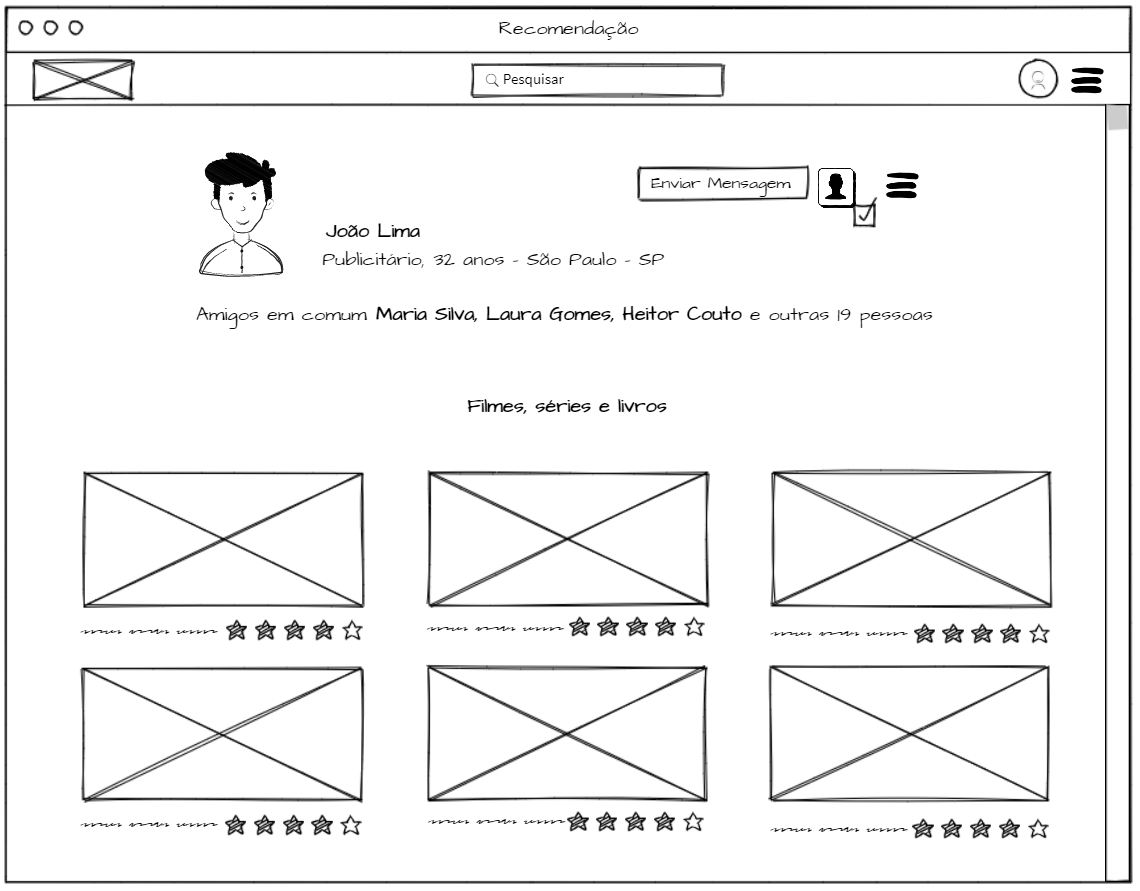 Recomendação
Pesquisar
Enviar Mensagem
João Lima
Publicitário, 32 anos - São Paulo - SP
Amigos em comum Maria Silva, Laura Gomes, Heitor Couto e outras 19 pessoas
Filmes, séries e livros